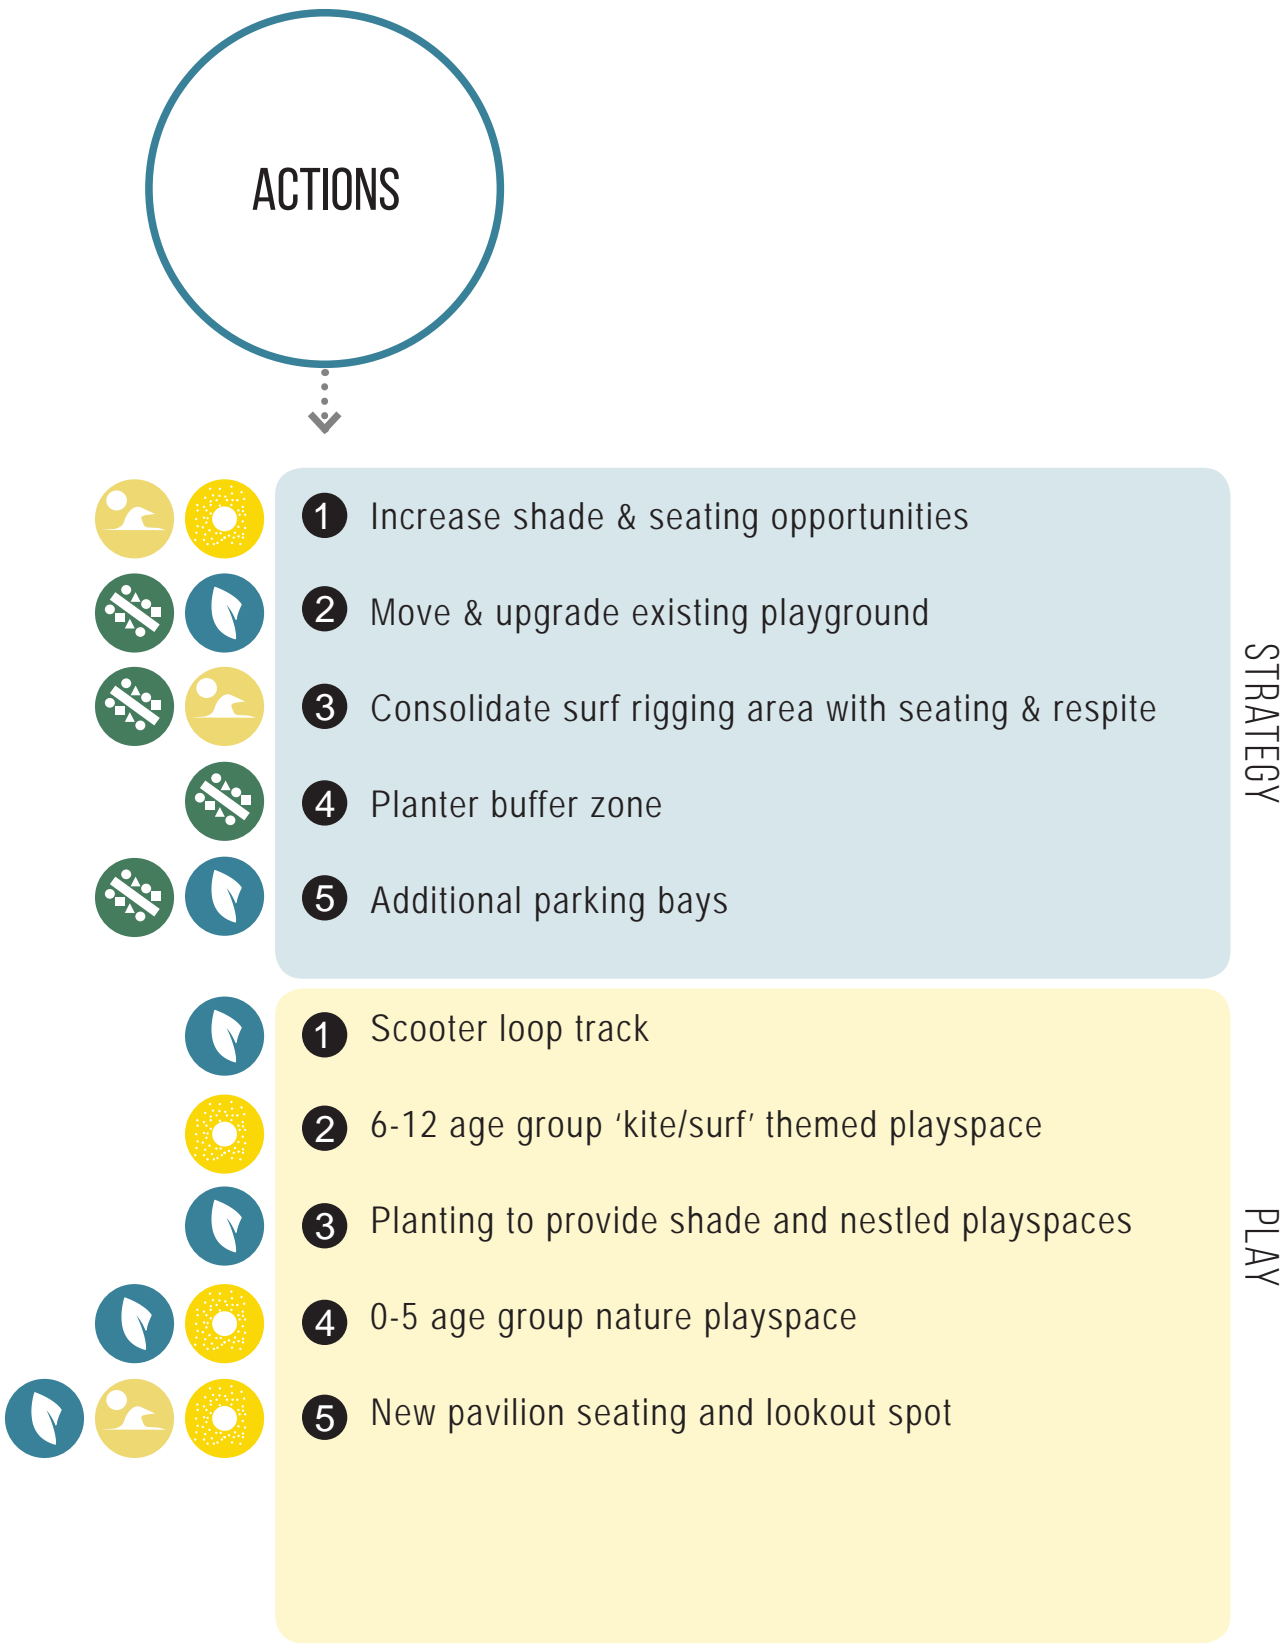 ACTIONS
1 Increase shade & seating opportunities
2 Move & upgrade existing playground
3 Consolidate surf rigging area with seating & respite
4 Planter buffer zone
5 Additional parking bays
STRATEGY
1 Scooter loop track
2 6-12 age group ‘kite/surf’ themed playspace
3 Planting to provide shade and nestled playspaces
4 0-5 age group nature playspace
5 New pavilion seating and lookout spot
PLAY